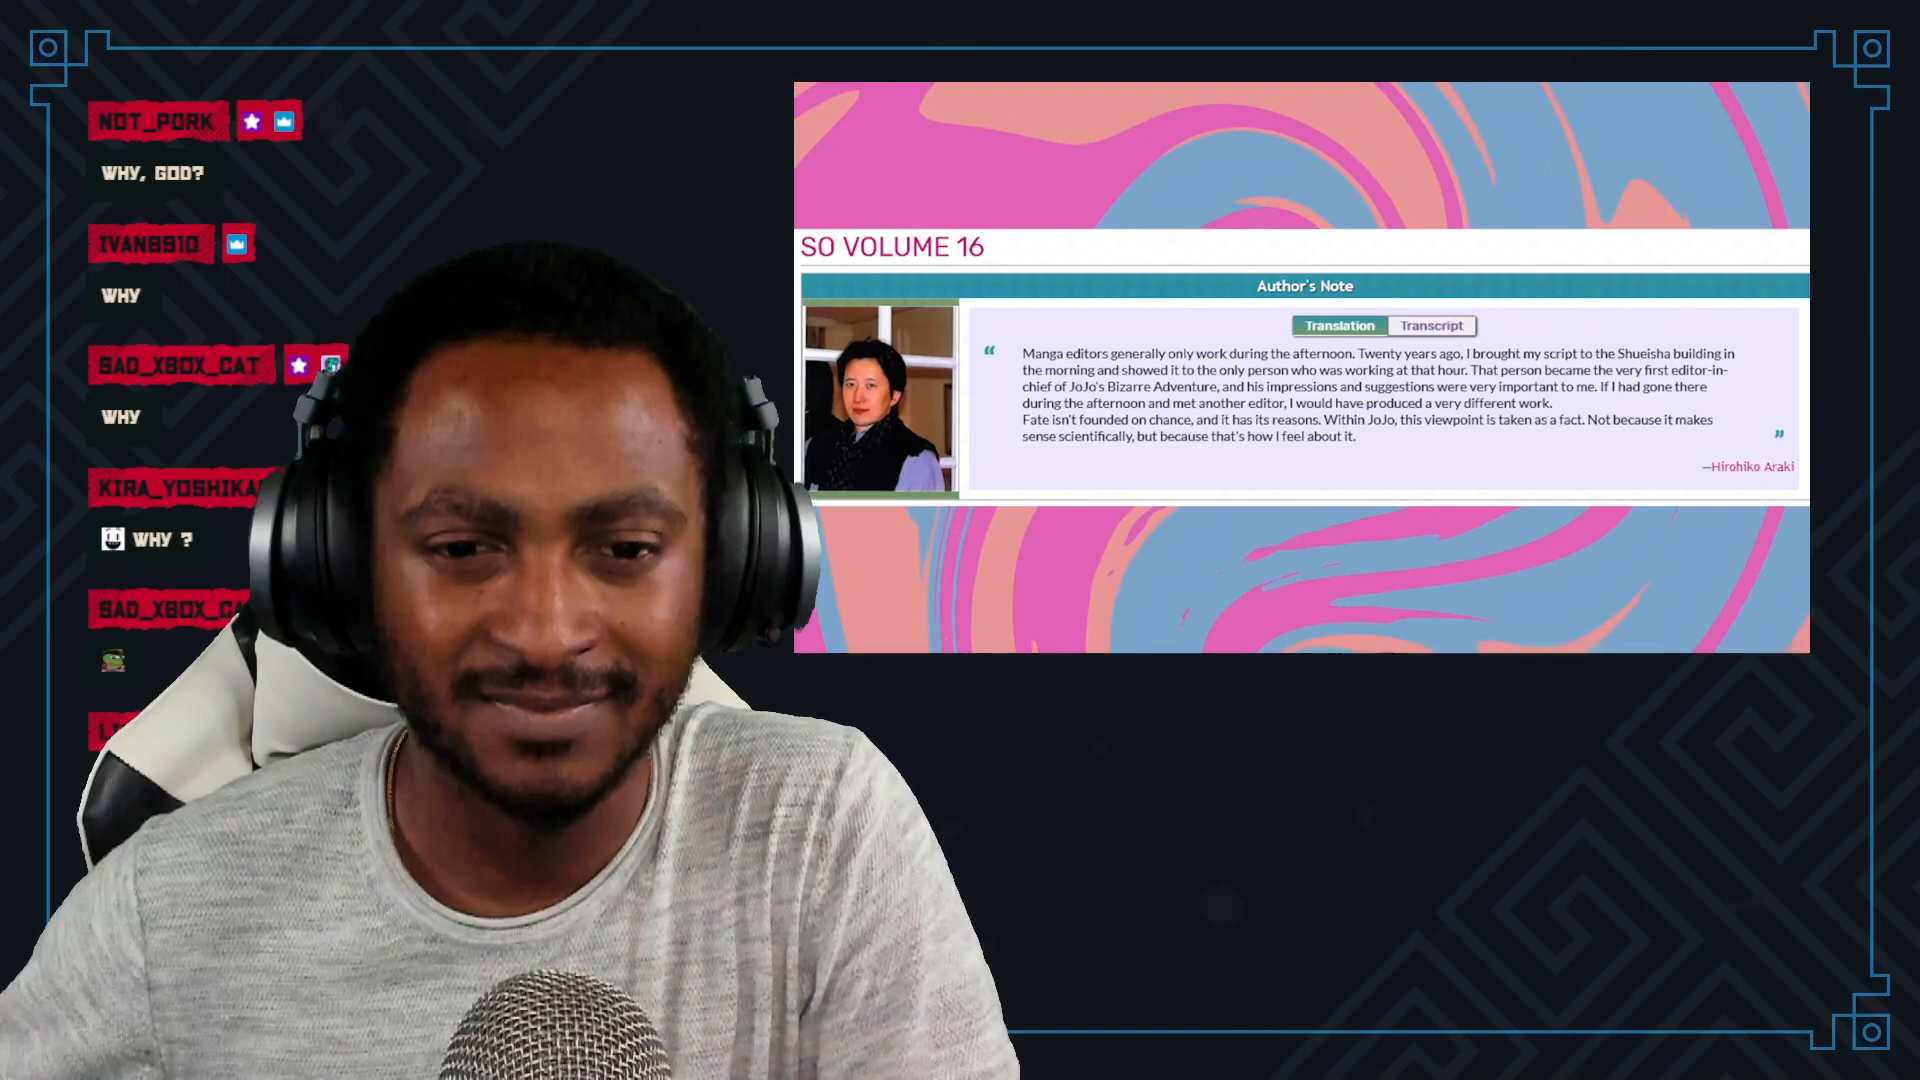 NOT_PORK
WHY, GOD?
IVAN8910
WHY
SAD_XBOX_CAT
WHY
KIRA_YOSHIKA
WHY ?
SAD_XBOX_CA
SO VOLUME 16
Author's Note
Translation Transcript
“ Manga editors generally only work during the afternoon. Twenty years ago, I brought my script to the Shueisha building in
the morning and showed it to the only person who was working at that hour. That person became the very first editor-in-
chief of JoJo's Bizarre Adventure, and his impressions and suggestions were very important to me. If I had gone there
during the afternoon and met another editor, I would have produced a very different work.
Fate isn't founded on chance, and it has its reasons. Within JoJo, this viewpoint is taken as a fact. Not because it makes
sense scientifically, but because that's how I feel about it. ”
—Hirohiko Araki